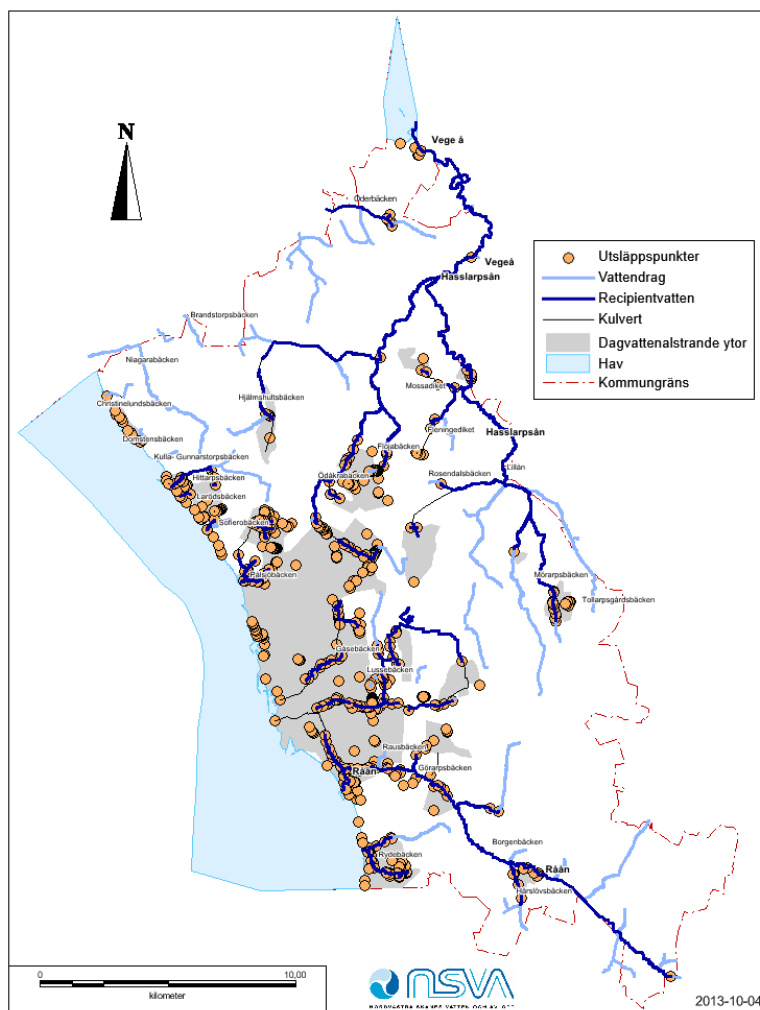 N
Vege å
Oderbäcken
Vegeå
Hasslarpsån
Utsläppspunkter
Vattendrag
Recipientvatten
Kulvert
Dagvattenalstrande ytor
Hav
Kommungräns
Brandstorpsbäcken
Niagarabäcken
Hjälmshultsbäcken
Mossadiket
Christinelundsbäcken
Domstensbäcken
Fleningediket
Hasslarpsån
Flöjabäcken
Kulla- Gunnarstorpsbäcken
Hittarpsbäcken
Ödåkrabäcken
Rosendalsbäcken
Lillån
Larödsbäcken
Sofierobäcken
Pålsjöbäcken
Mörarpsbäcken
Tollarpsgårdsbäcken
Gåsebäcken
Lussebäcken
Rausbäcken
Råån
Görarpsbäcken
Borgenbäcken
Rydebäcken
Råån
Hårslövsbäcken
0
10,00
kilometer
NSVA
2013-10-04